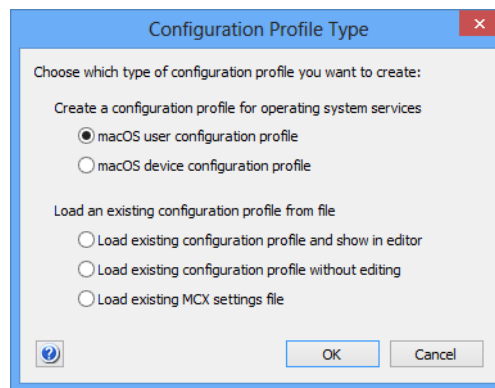 Configuration Profile Type
Choose which type of configuration profile you want to create:
Create a configuration profile for operating system services
macOS user configuration profile
macOS device configuration profile
Load an existing configuration profile from file
Load existing configuration profile and show in editor
Load existing configuration profile without editing
Load existing MCX settings file
OK Cancel